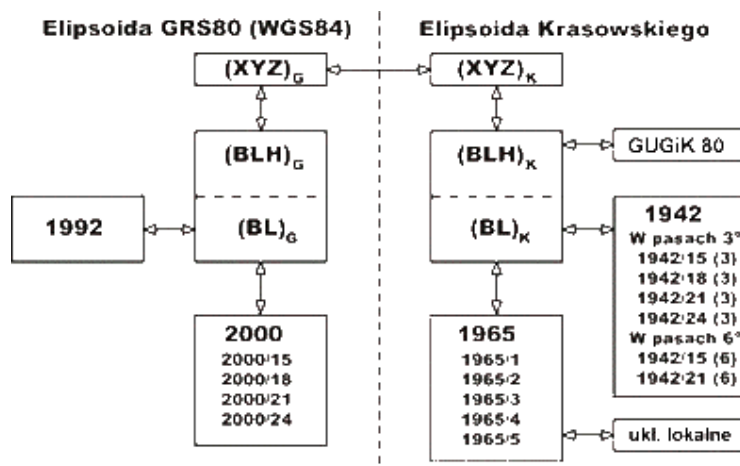 Elipsoida GRS80 (WGS84)
Elipsoida Krasowskiego
(XYZ)G
(XYZ)K
(BLH)G
(BLH)K
GUGiK 80
1992
(BL)G
(BL)K
1942
W pasach 3°
1942/15 (3)
1942/18 (3)
1942/21 (3)
1942/24 (3)
W pasach 6°
1942/15 (6)
1942/21 (6)
2000
2000/15
2000/18
2000/21
2000/24
1965
1965/1
1965/2
1965/3
1965/4
1965/5
ukł. lokalne